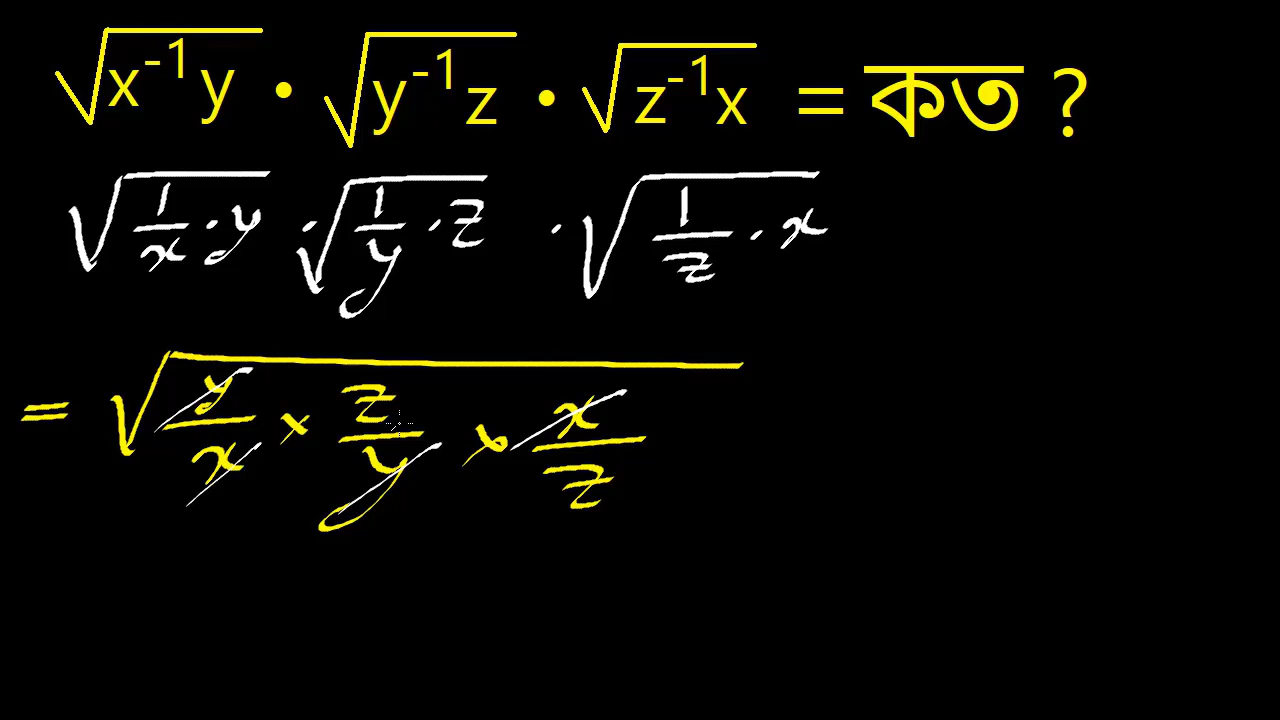 √x⁻¹y · √y⁻¹z · √z⁻¹x = কত ?
√1/x · y · √1/y · z · √1/z · x
= √y/x × z/y × x/z